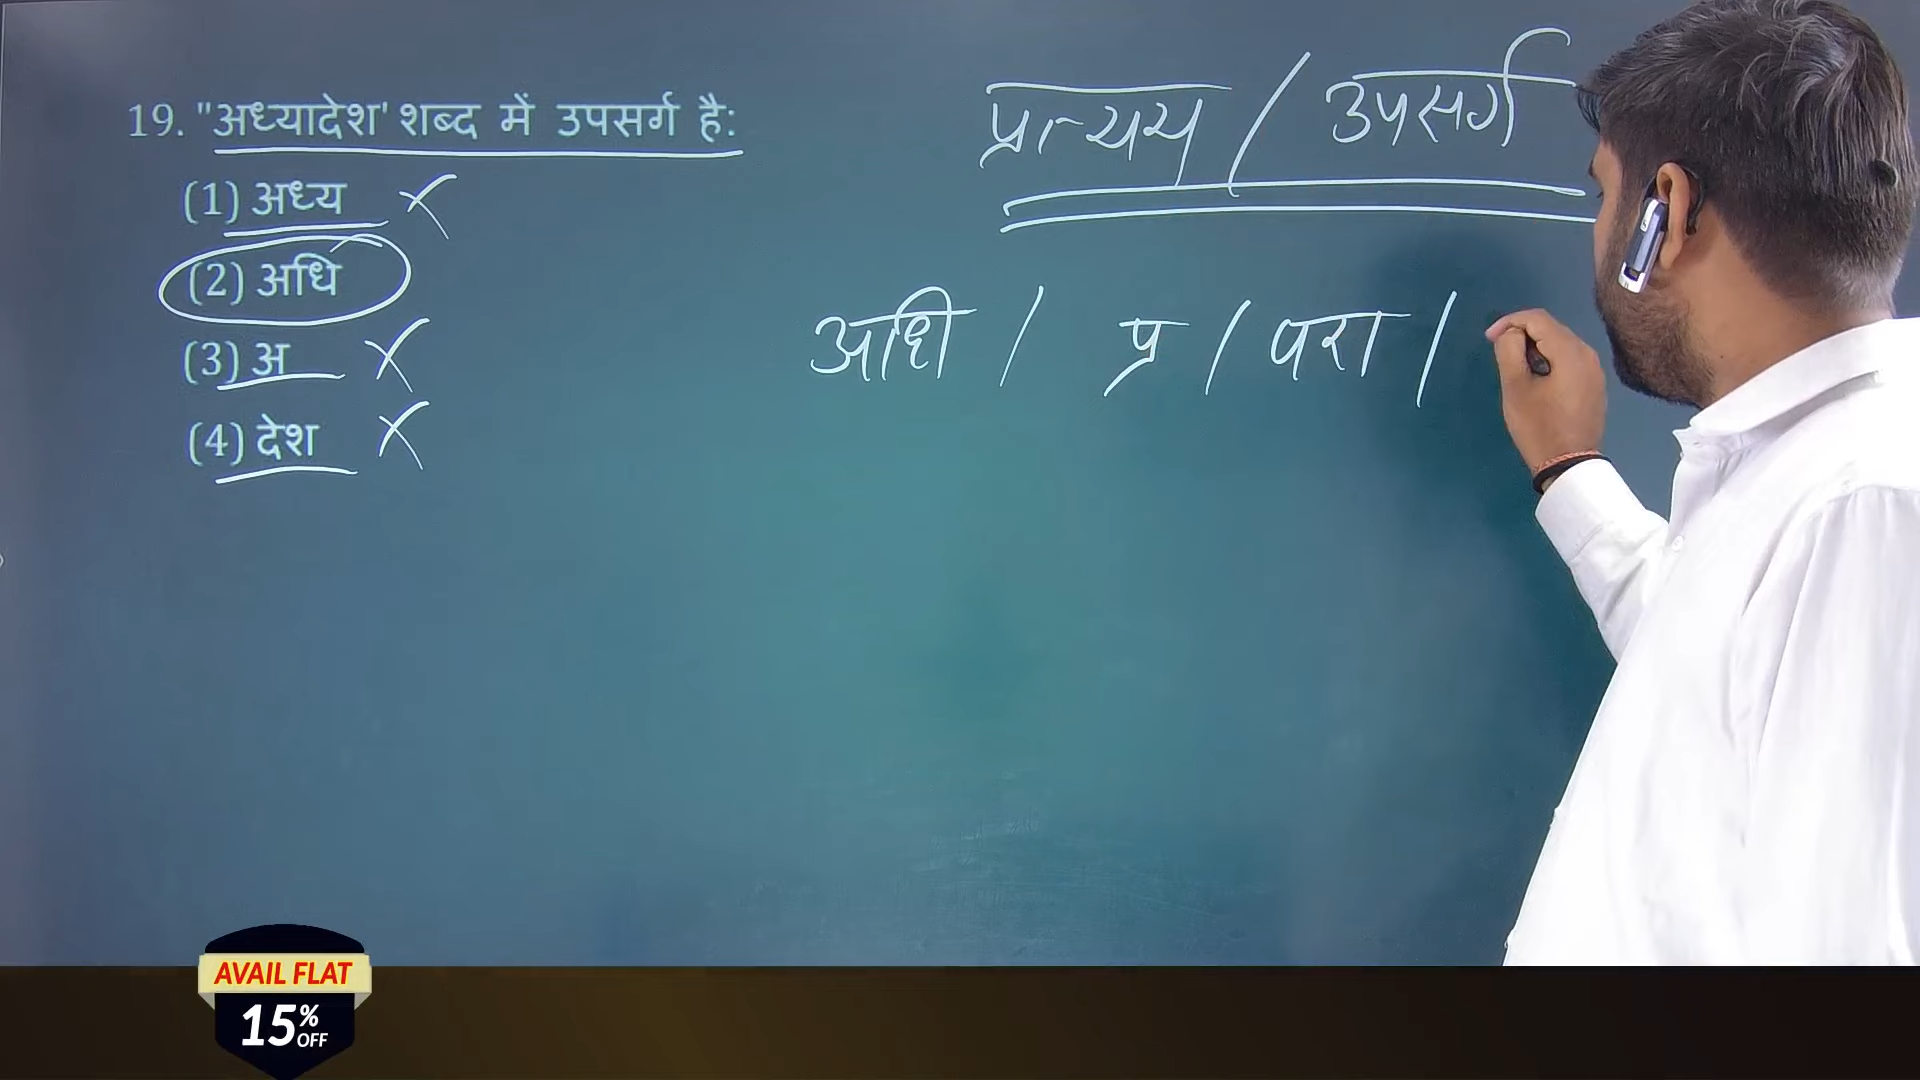 19. "अध्यादेश' शब्द में उपसर्ग है:
(1) अध्य
(2) अधि
(3) अ
(4) देश
प्रत्यय / उपसर्ग
अधि / प्र / परा /
AVAIL FLAT
15% OFF